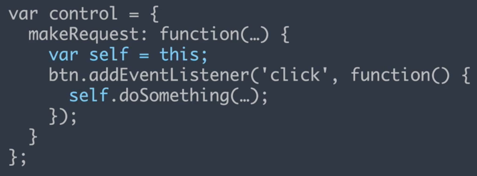 var control = {
  makeRequest: function(…) {
    var self = this;
    btn.addEventListener('click', function() {
      self.doSomething(…);
    });
  }
};